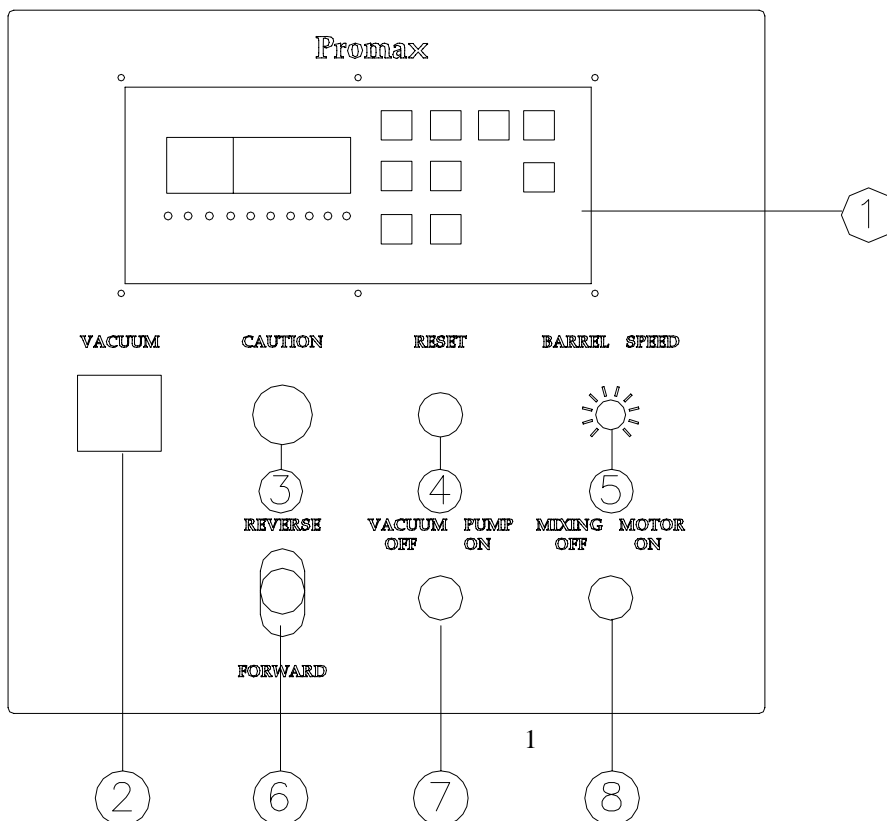 Promax
1
VACUUM CAUTION RESET BARREL SPEED
3 4 5
REVERSE VACUUM PUMP MIXING MOTOR
OFF ON OFF ON
FORWARD
1
2 6 7 8